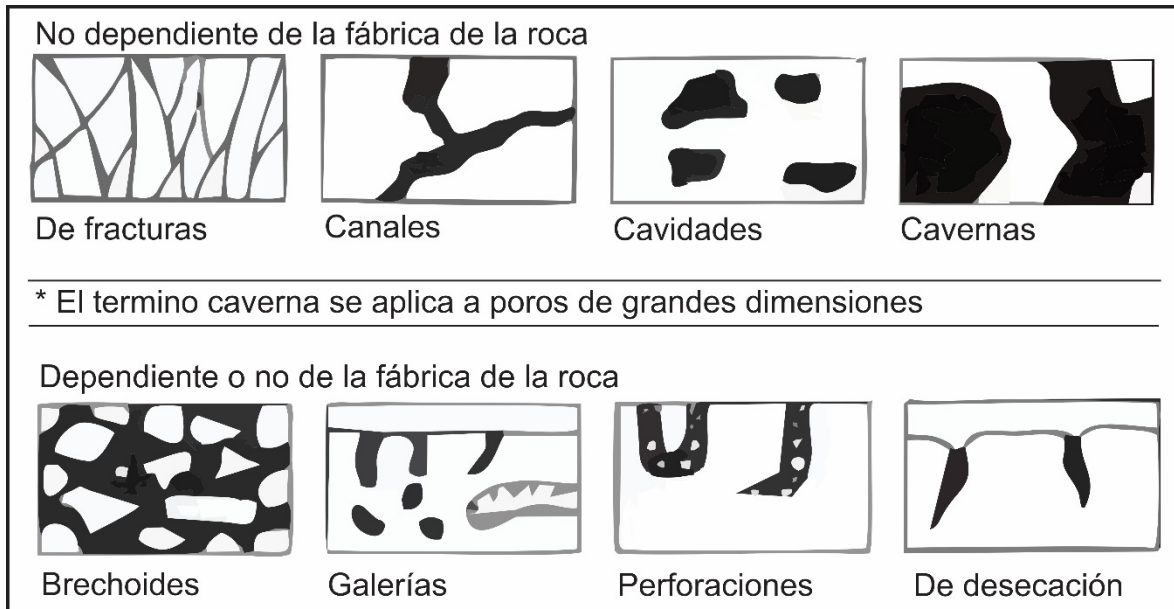 No dependiente de la fábrica de la roca
De fracturas
Canales
Cavidades
Cavernas
* El termino caverna se aplica a poros de grandes dimensiones
Dependiente o no de la fábrica de la roca
Brechoides
Galerías
Perforaciones
De desecación